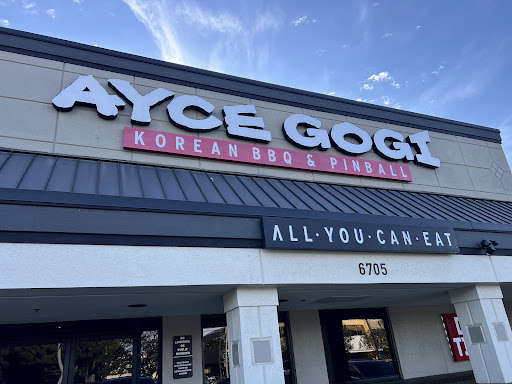 AYCE GOGI
KOREAN BBQ & PINBALL
ALL·YOU·CAN·EAT
6705